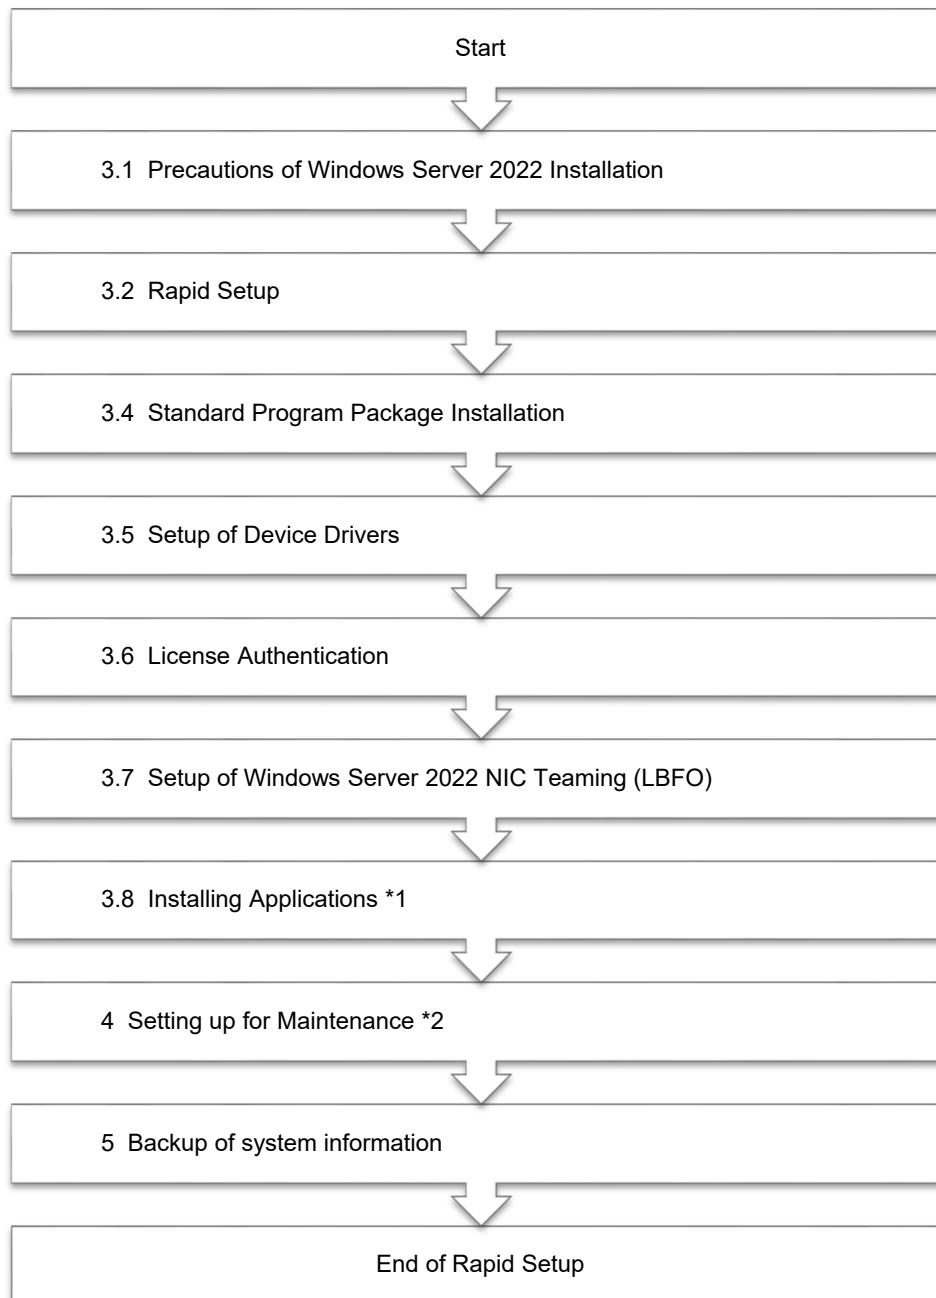 Start
3.1 Precautions of Windows Server 2022 Installation
3.2 Rapid Setup
3.4 Standard Program Package Installation
3.5 Setup of Device Drivers
3.6 License Authentication
3.7 Setup of Windows Server 2022 NIC Teaming (LBFO)
3.8 Installing Applications *1
4 Setting up for Maintenance *2
5 Backup of system information
End of Rapid Setup